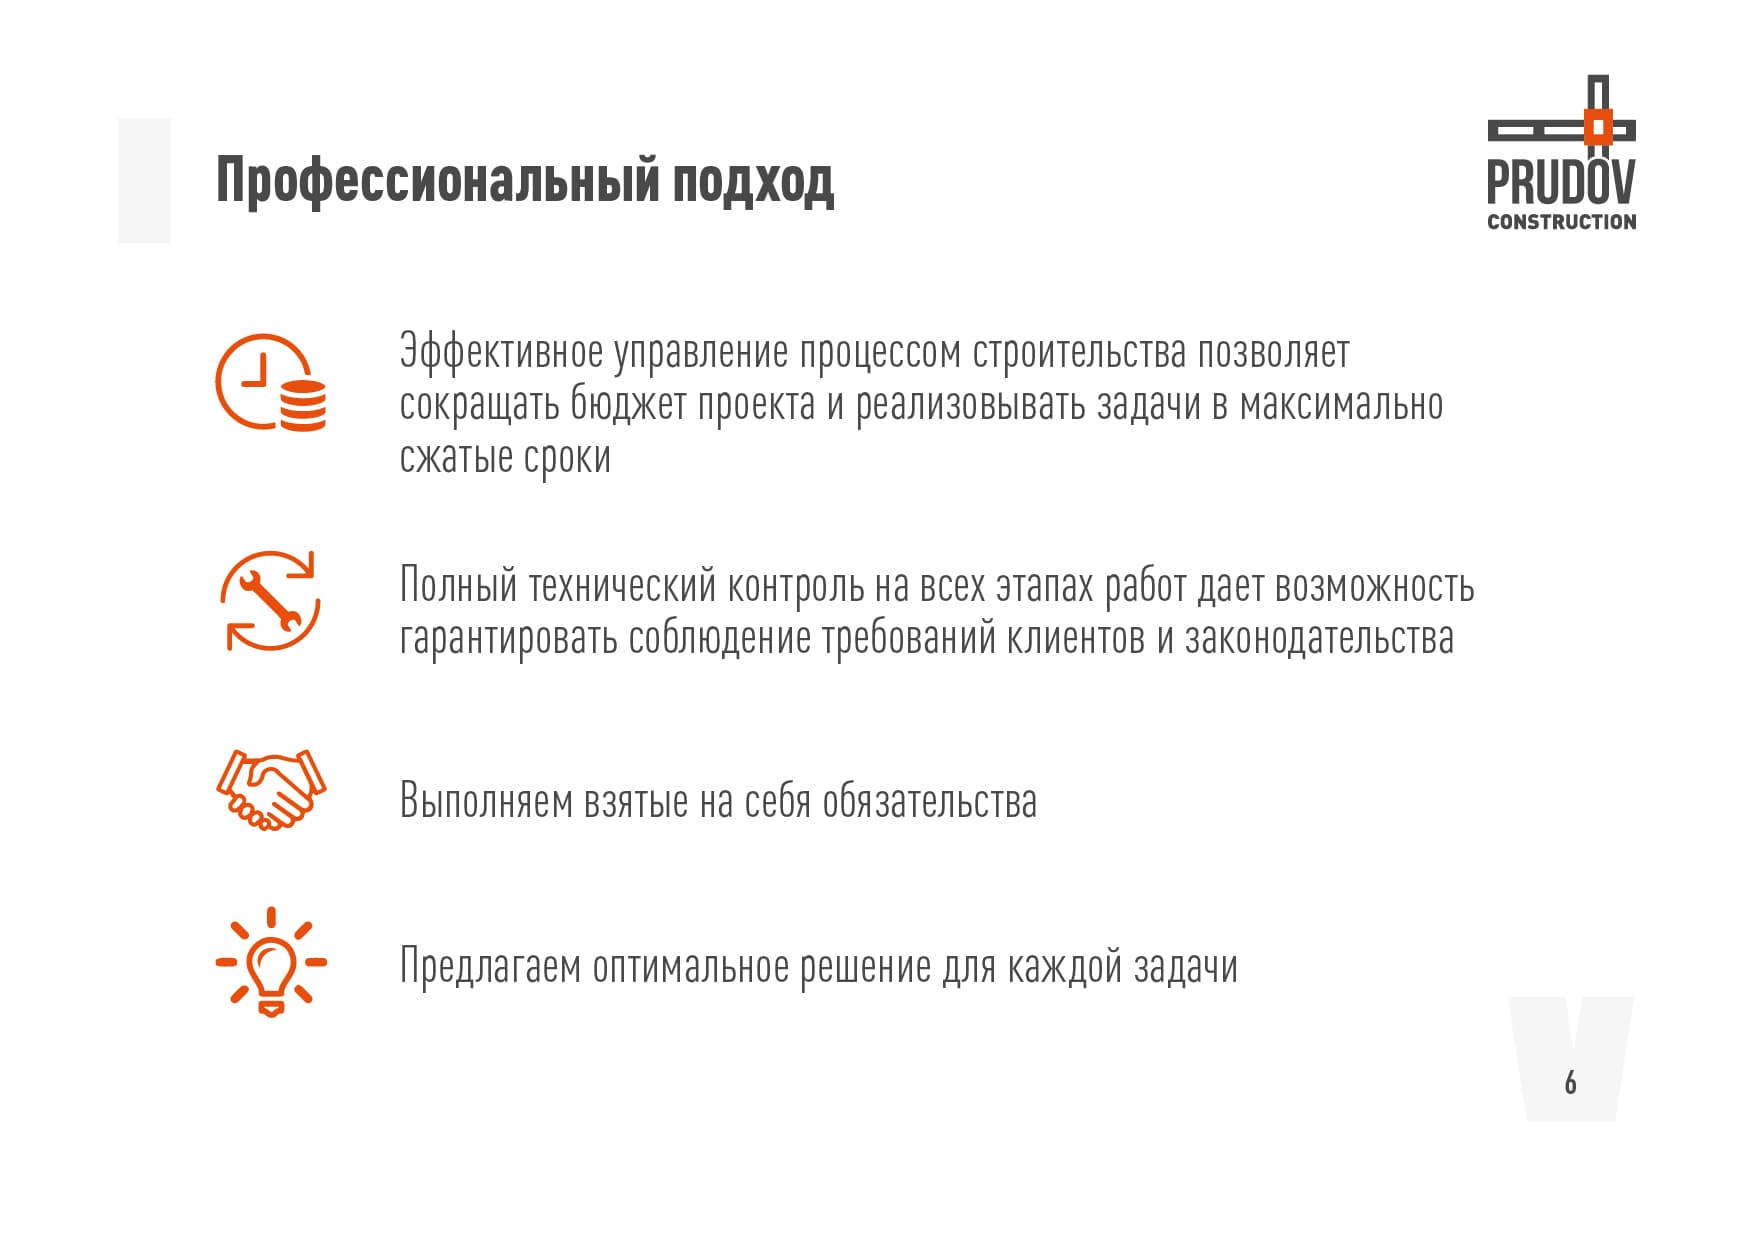 Профессиональный подход
PRUDOV
CONSTRUCTION
Эффективное управление процессом строительства позволяет
сокращать бюджет проекта и реализовывать задачи в максимально
сжатые сроки
Полный технический контроль на всех этапах работ дает возможность
гарантировать соблюдение требований клиентов и законодательства
Выполняем взятые на себя обязательства
Предлагаем оптимальное решение для каждой задачи
6